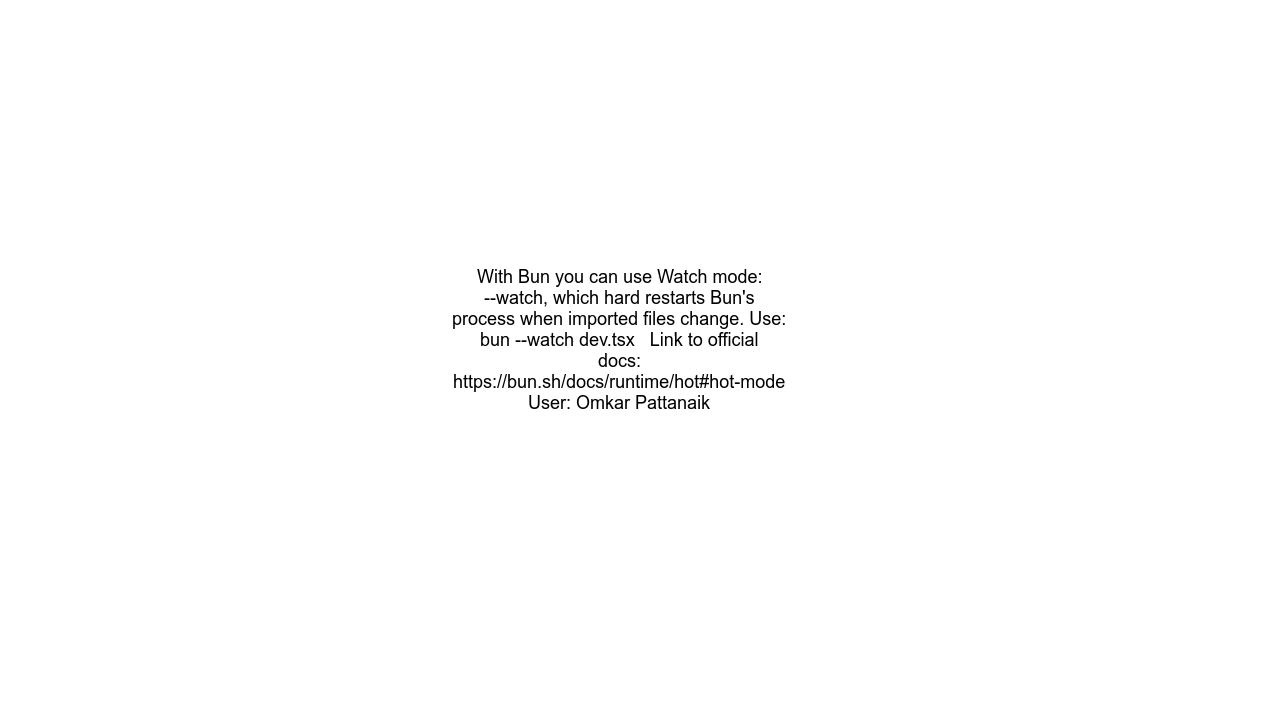 With Bun you can use Watch mode:
--watch, which hard restarts Bun's
process when imported files change. Use:
bun --watch dev.tsx   Link to official
docs:
https://bun.sh/docs/runtime/hot#hot-mode
User: Omkar Pattanaik